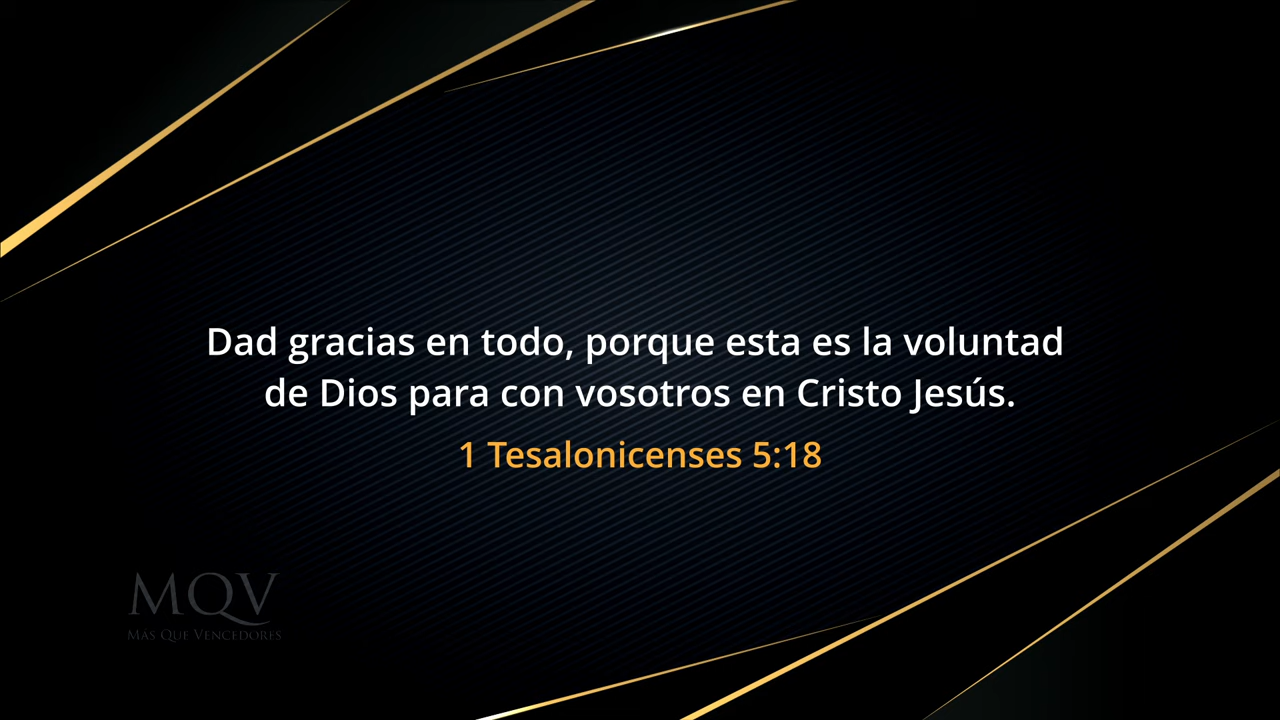 Dad gracias en todo, porque esta es la voluntad
de Dios para con vosotros en Cristo Jesús.
1 Tesalonicenses 5:18
MQV
Más Que Vencedores